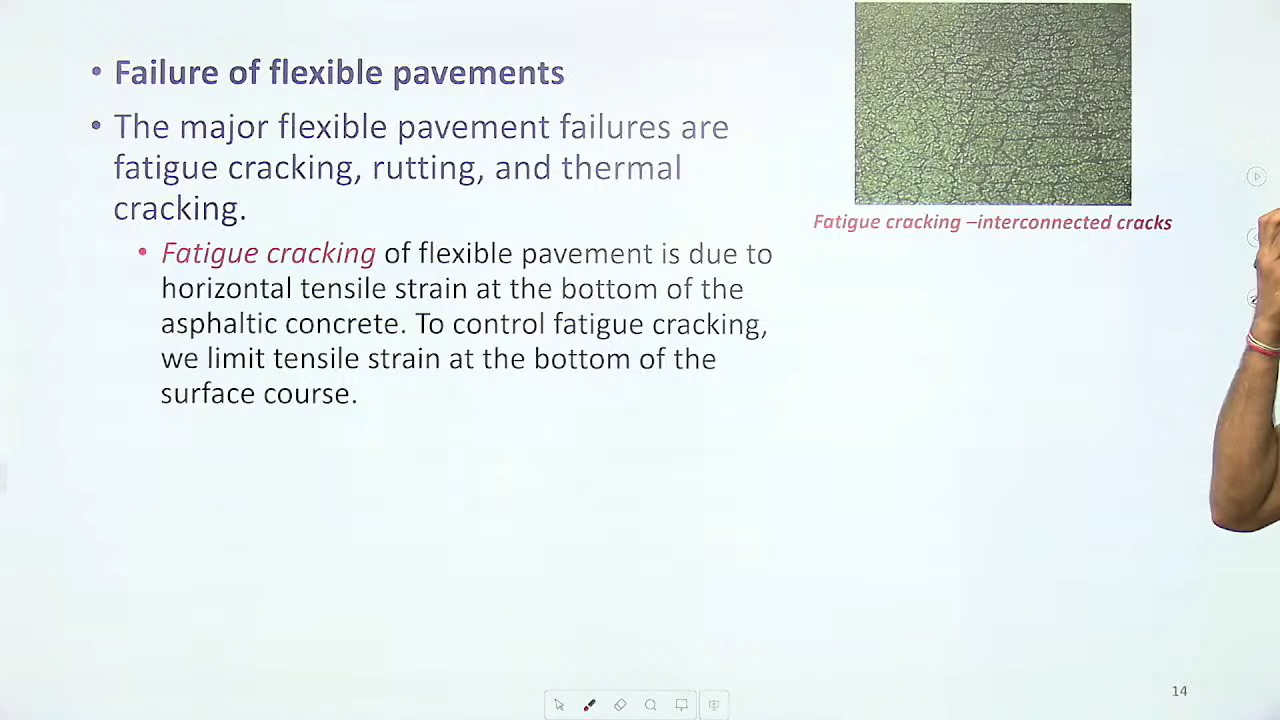 • Failure of flexible pavements
• The major flexible pavement failures are
fatigue cracking, rutting, and thermal
cracking.
• Fatigue cracking of flexible pavement is due to
horizontal tensile strain at the bottom of the
asphaltic concrete. To control fatigue cracking,
we limit tensile strain at the bottom of the
surface course.
Fatigue cracking –interconnected cracks
14